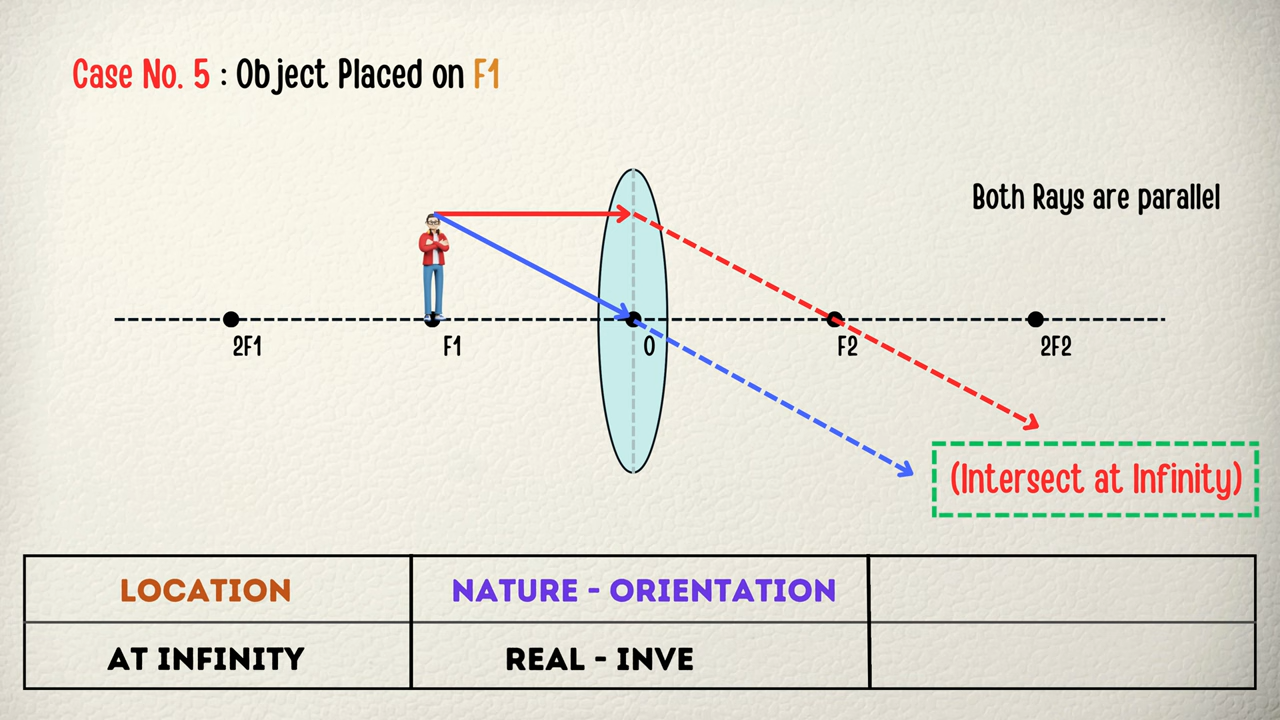 Case No. 5 : Object Placed on F1
Both Rays are parallel
2F1
F1
O
F2
2F2
(Intersect at Infinity)
LOCATION
NATURE - ORIENTATION
AT INFINITY
REAL - INVE